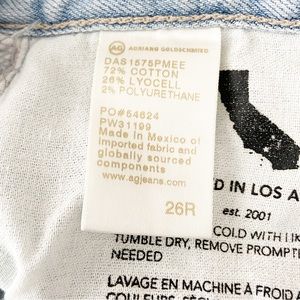 AG ADRIANO GOLDSCHMIED
DAS1575PMEE
72% COTTON
26% LYOCELL
2% POLYURETHANE
PO#54624
PW31199
Made In Mexico of
imported fabric and
globally sourced
components
www.agjeans.com
26R
D IN LOS A
est. 2001
COLD WITH LIK
TUMBLE DRY, REMOVE PROMPT
NEEDED
LAVAGE EN MACHINE À FROID A